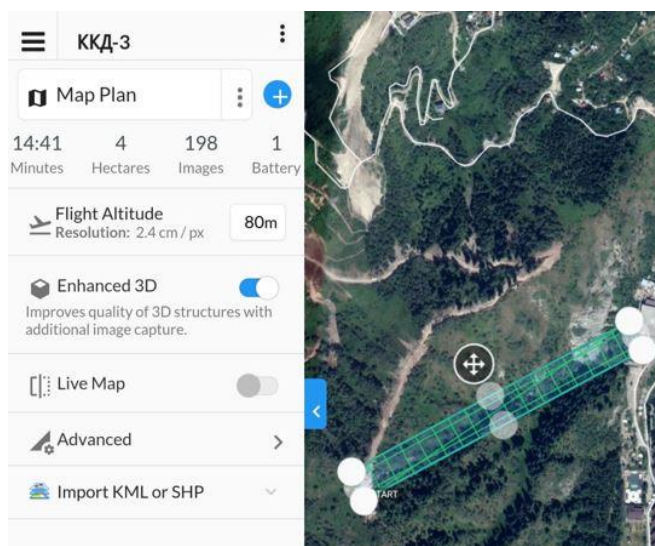 ККД-3
Map Plan
14:41 4 198 1
Minutes Hectares Images Battery
Flight Altitude
Resolution: 2.4 cm / px
80m
Enhanced 3D
Improves quality of 3D structures with
additional image capture.
Live Map
Advanced
Import KML or SHP
TART